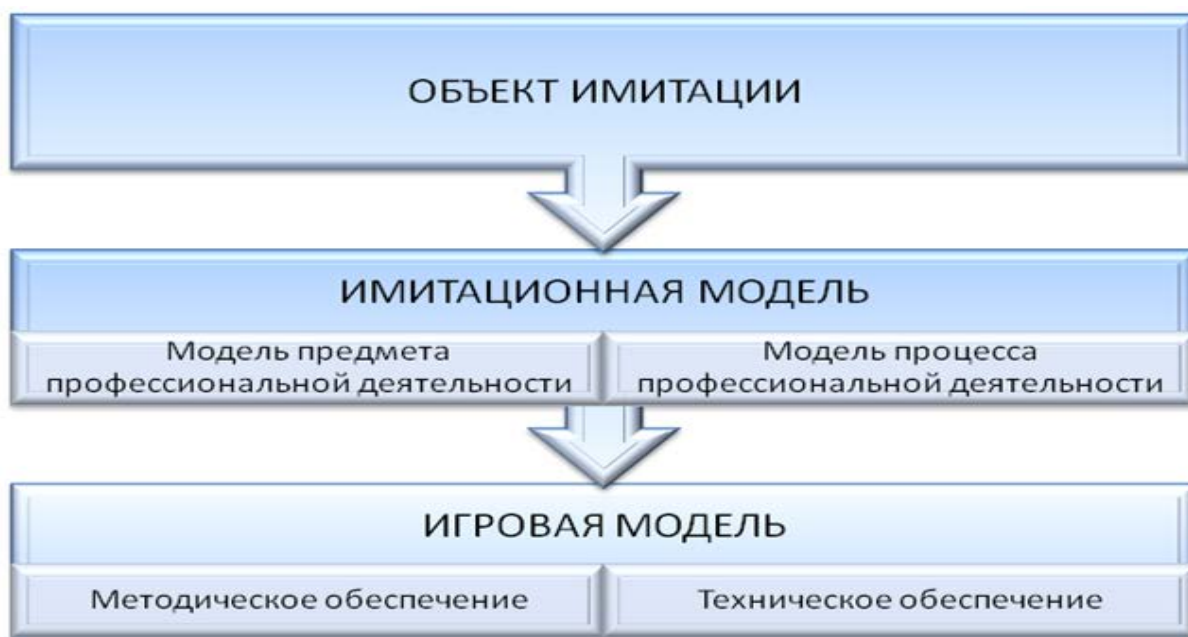 ОБЪЕКТ ИМИТАЦИИ
ИМИТАЦИОННАЯ МОДЕЛЬ
Модель предмета
профессиональной деятельности
Модель процесса
профессиональной деятельности
ИГРОВАЯ МОДЕЛЬ
Методическое обеспечение
Техническое обеспечение